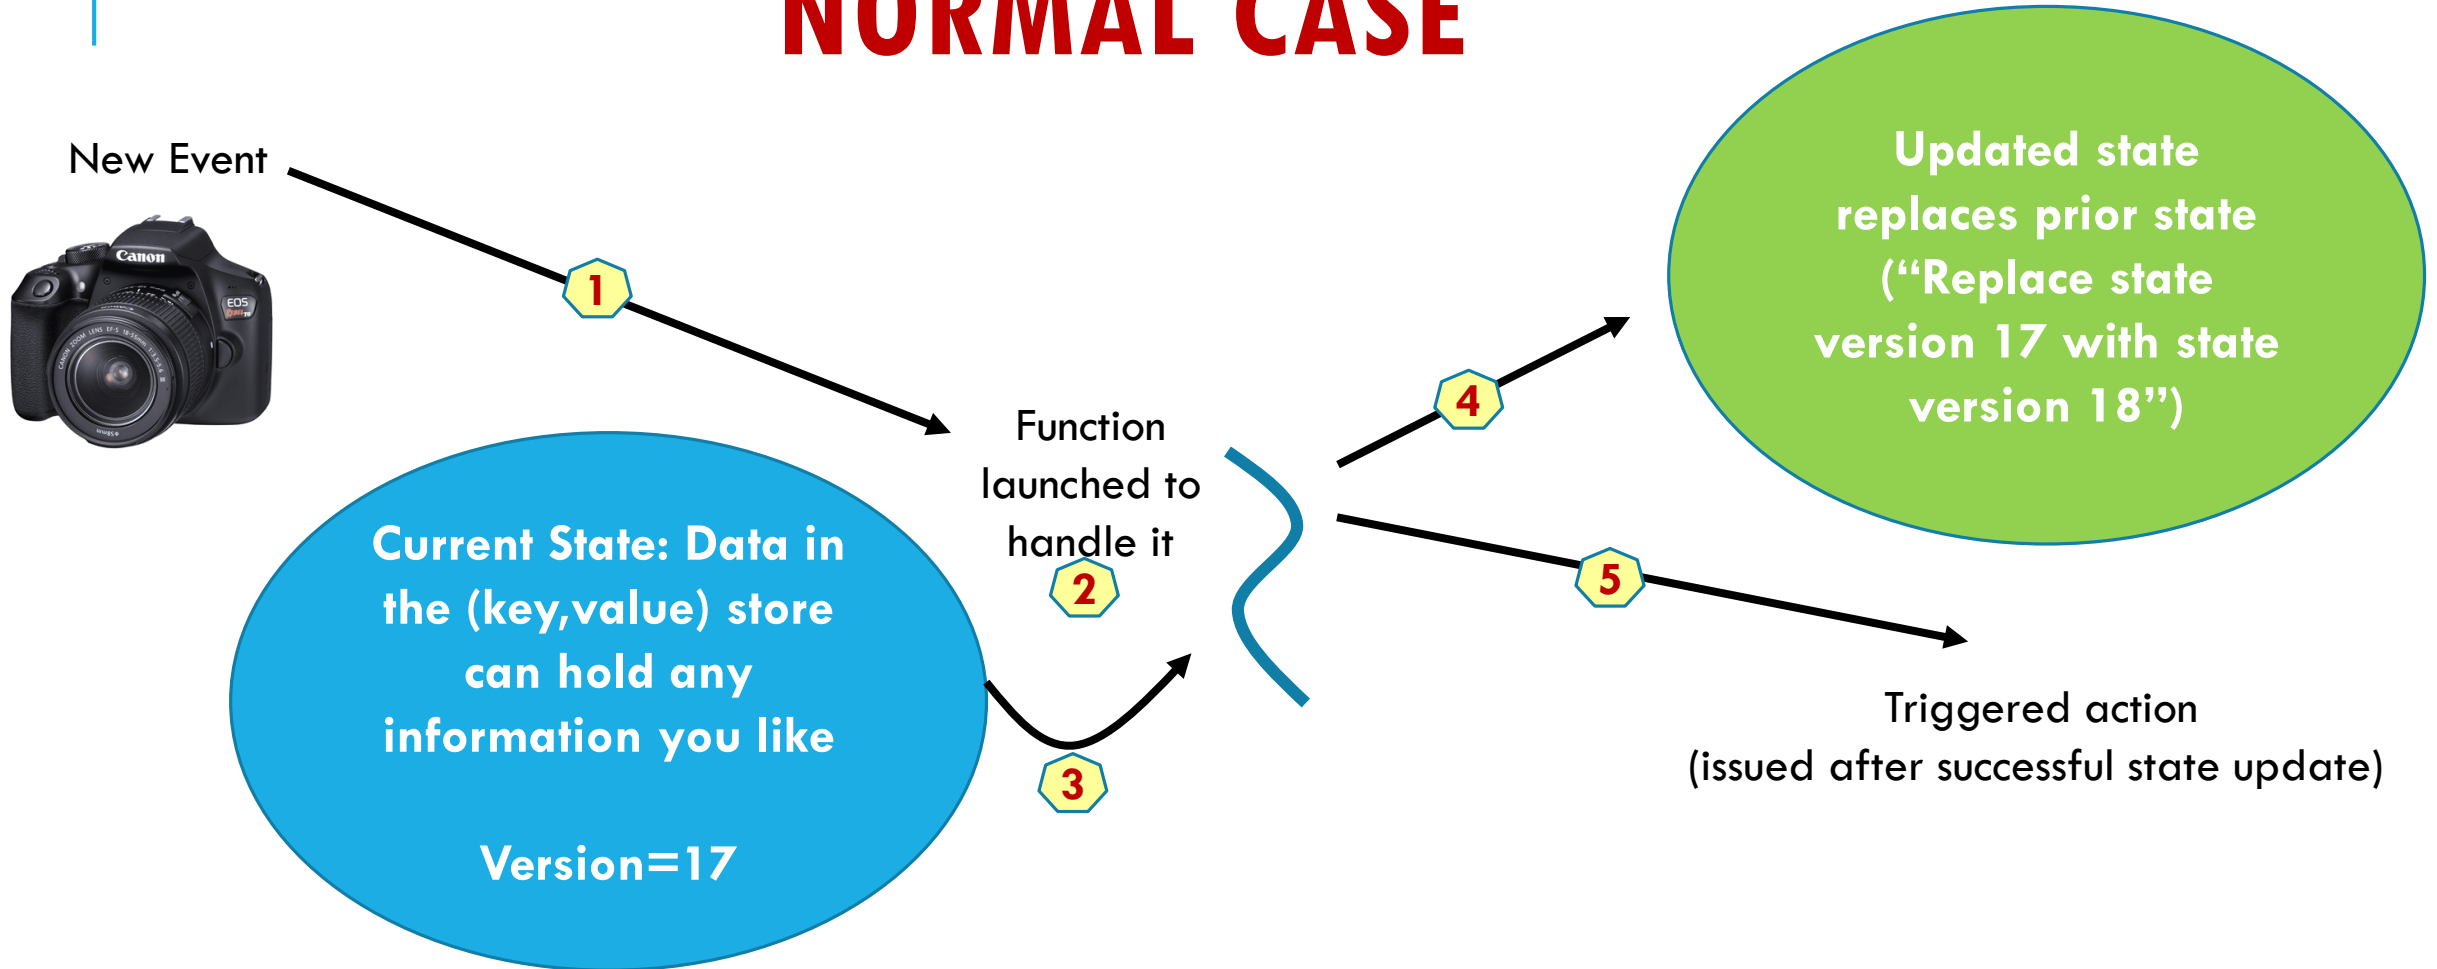 NORMAL CASE
New Event
Canon
EOS
1
Function
launched to
handle it
2
Current State: Data in
the (key,value) store
can hold any
information you like
Version=17
3
4
Updated state
replaces prior state
(“Replace state
version 17 with state
version 18”)
5
Triggered action
(issued after successful state update)